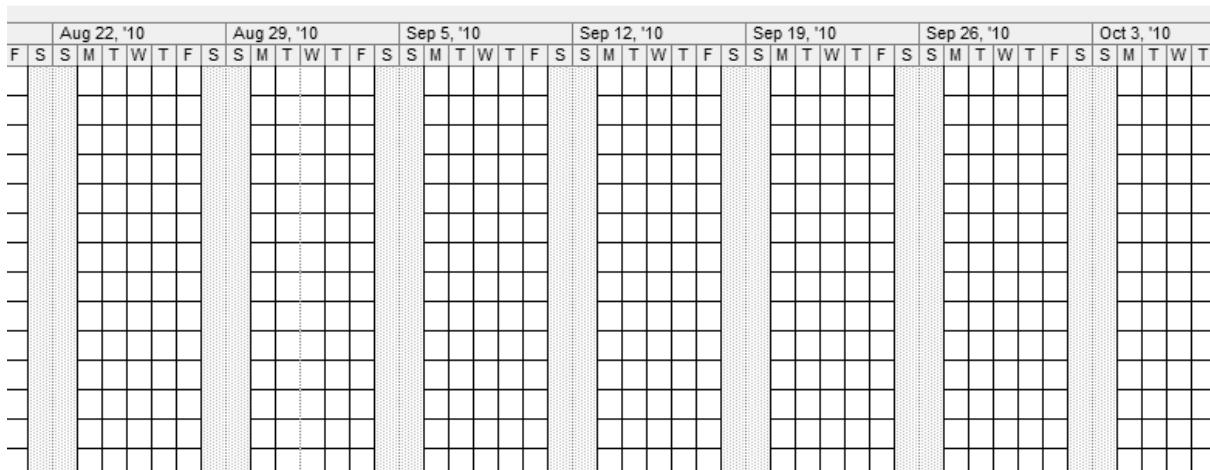 Aug 22, '10 Aug 29, '10 Sep 5, '10 Sep 12, '10 Sep 19, '10 Sep 26, '10 Oct 3, '10
F S S M T W T F S S M T W T F S S M T W T F S S M T W T F S S M T W T F S S M T W T F S S M T W T